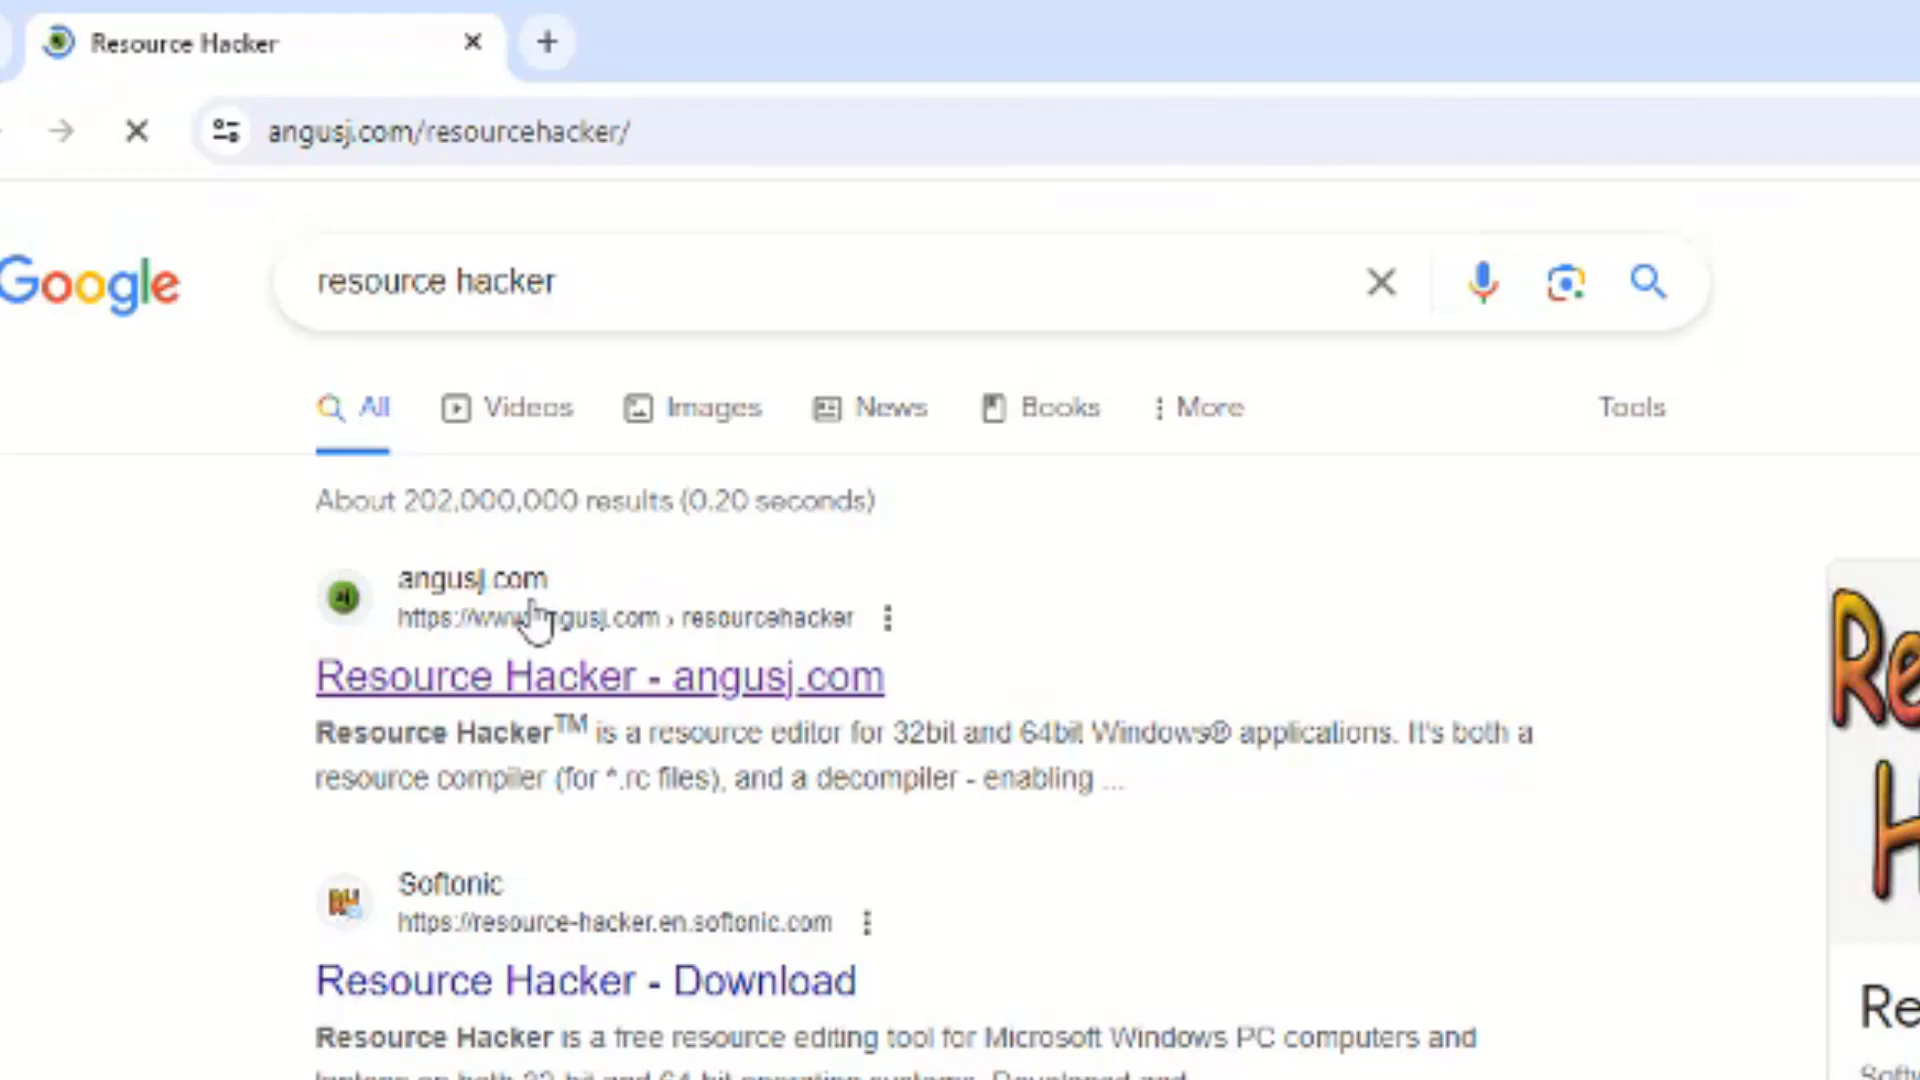 Resource Hacker
angusj.com/resourcehacker/
Google
resource hacker
All Videos Images News Books More Tools
About 202,000,000 results (0.20 seconds)
angusj.com
https://www. ngusj.com › resourcehacker
Resource Hacker - angusj.com
Resource Hacker™ is a resource editor for 32bit and 64bit Windows® applications. It's both a
resource compiler (for *.rc files), and a decompiler - enabling ...
Softonic
https://resource-hacker.en.softonic.com
Resource Hacker - Download
Resource Hacker is a free resource editing tool for Microsoft Windows PC computers and
Re
H
Re